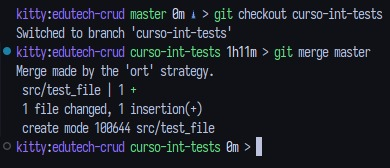 kitty:edutech-crud master 0m > git checkout curso-int-tests
Switched to branch 'curso-int-tests'
kitty:edutech-crud curso-int-tests 1h11m > git merge master
Merge made by the 'ort' strategy.
src/test_file | 1 +
1 file changed, 1 insertion(+)
create mode 100644 src/test_file
kitty:edutech-crud curso-int-tests 0m >